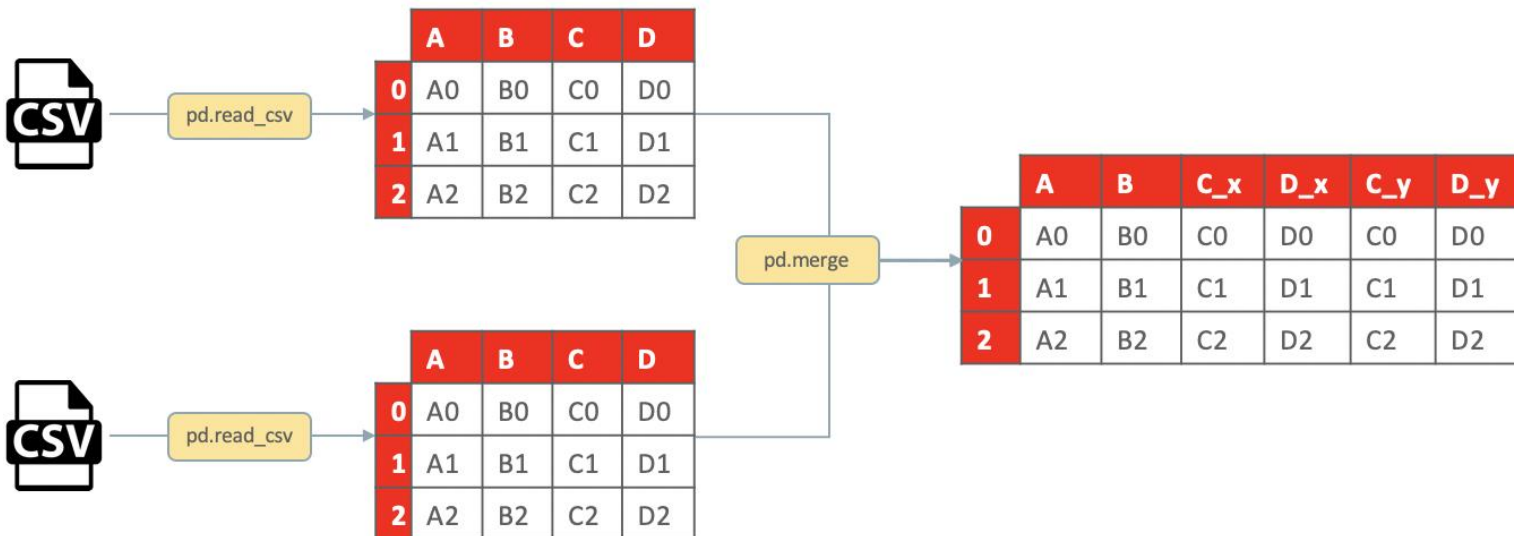 A B C D
CSV pd.read_csv 0 A0 B0 C0 D0
1 A1 B1 C1 D1
2 A2 B2 C2 D2
pd.merge
A B C_x D_x C_y D_y
0 A0 B0 C0 D0 C0 D0
1 A1 B1 C1 D1 C1 D1
2 A2 B2 C2 D2 C2 D2
A B C D
CSV pd.read_csv 0 A0 B0 C0 D0
1 A1 B1 C1 D1
2 A2 B2 C2 D2